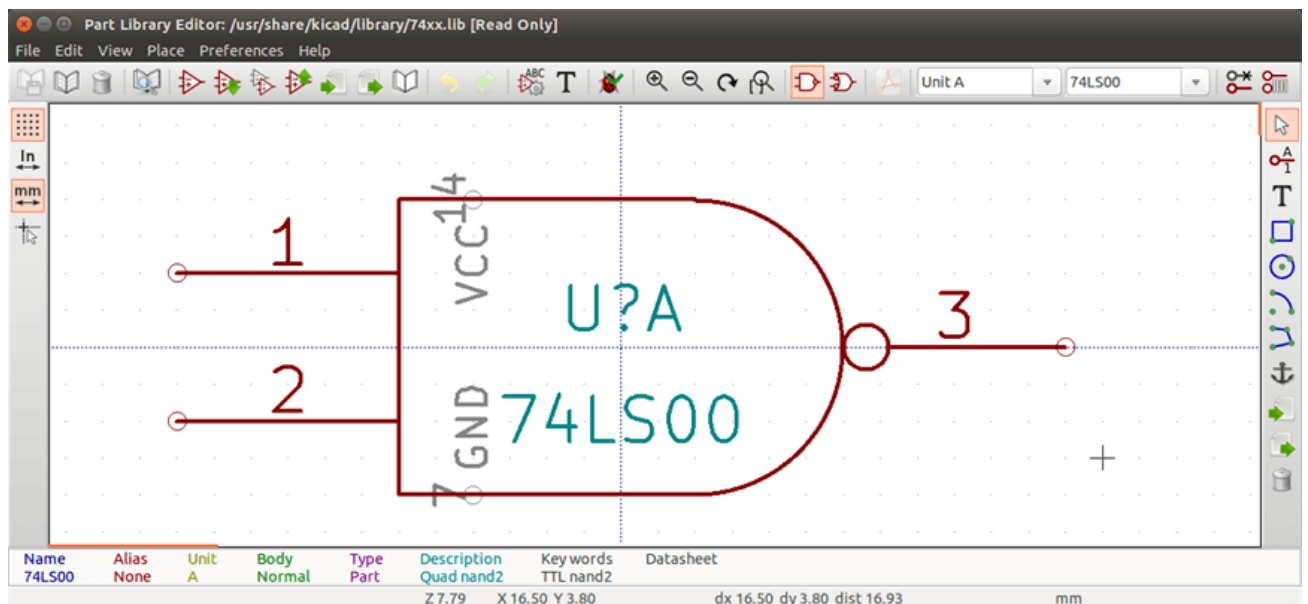 Part Library Editor: /usr/share/kicad/library/74xx.lib [Read Only]
File Edit View Place Preferences Help
ABC T Unit A 74LS00
In
mm
A
1
T
14
VCC
1
U?A
3
2
GND
74LS00
7
Name Alias Unit Body Type Description Key words Datasheet
74LS00 None A Normal Part Quad nand2 TTL nand2
Z 7.79 X 16.50 Y 3.80 dx 16.50 dy 3.80 dist 16.93 mm